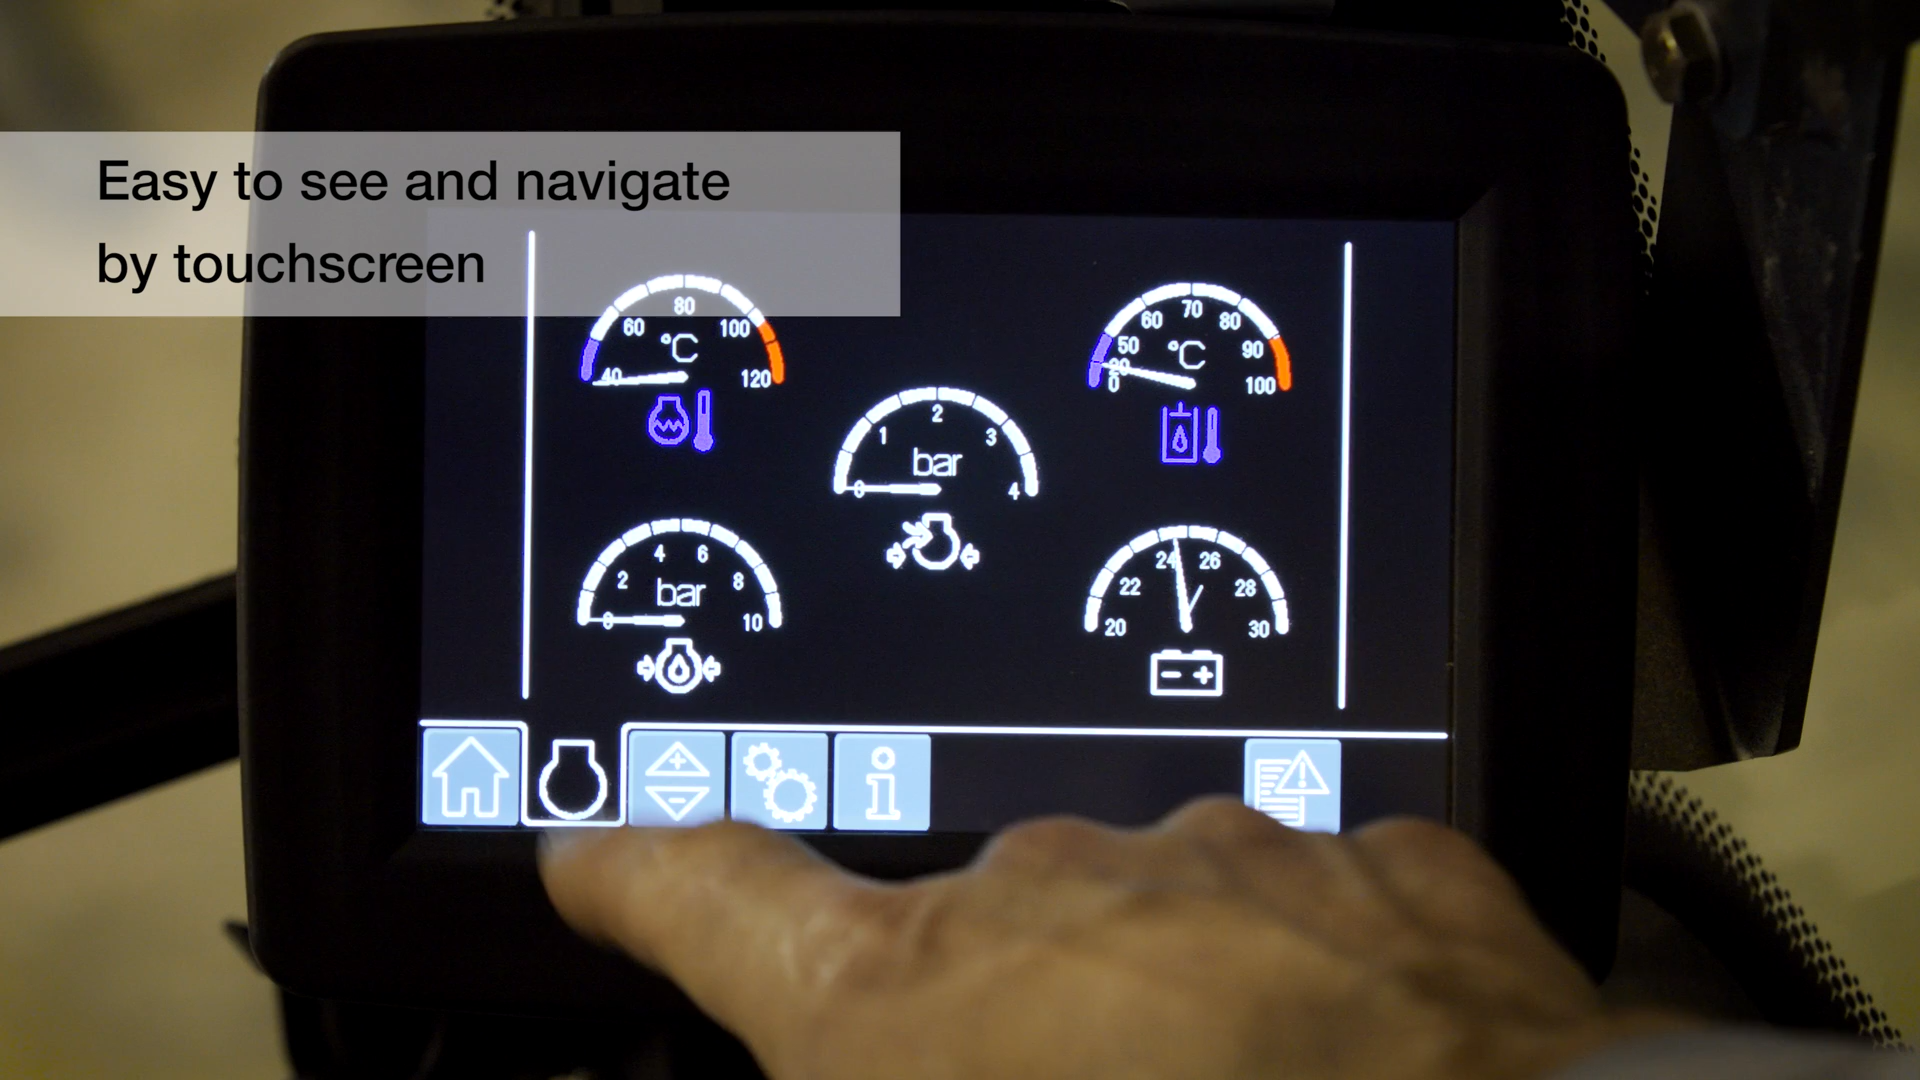 Easy to see and navigate
by touchscreen
40 60 80 100 120
°C
0 50 60 70 80 90 100
°C
0 1 2 3 4
bar
0 2 4 6 8 10
bar
20 22 24 26 28 30
- +
+
-
i